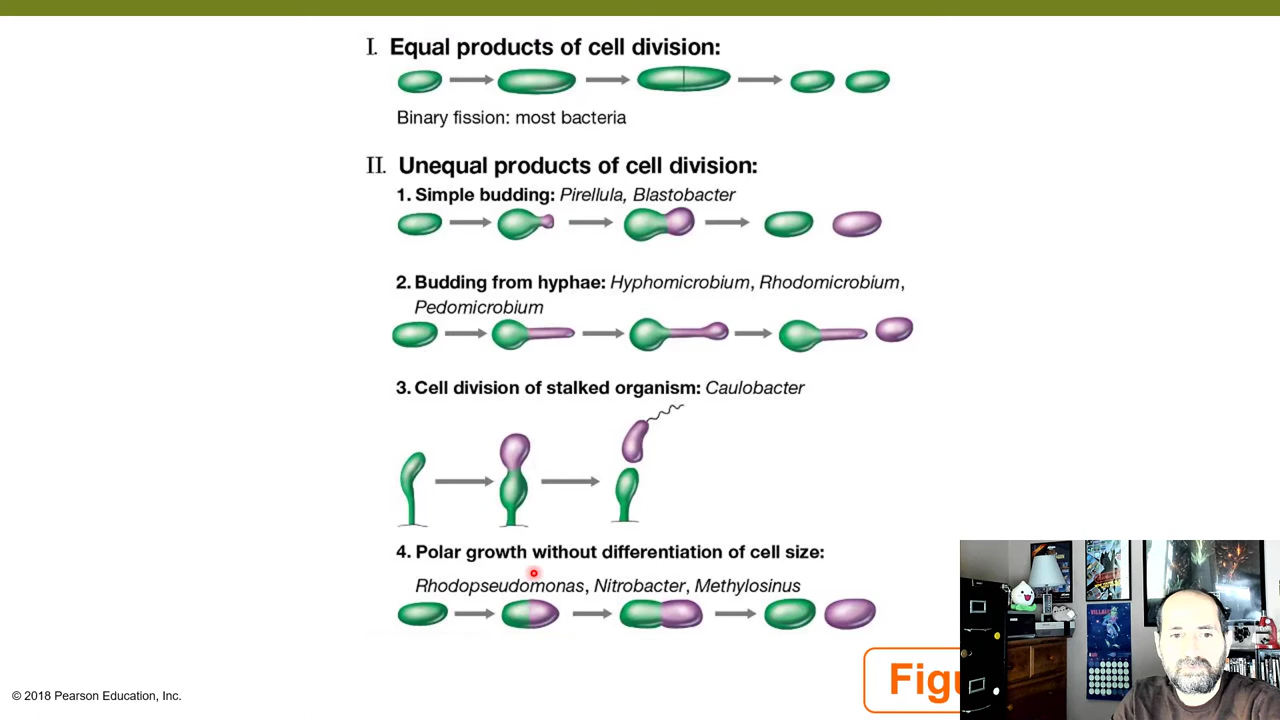 I. Equal products of cell division:
Binary fission: most bacteria
II. Unequal products of cell division:
1. Simple budding: Pirellula, Blastobacter
2. Budding from hyphae: Hyphomicrobium, Rhodomicrobium,
Pedomicrobium
3. Cell division of stalked organism: Caulobacter
4. Polar growth without differentiation of cell size:
Rhodopseudomonas, Nitrobacter, Methylosinus
© 2018 Pearson Education, Inc.